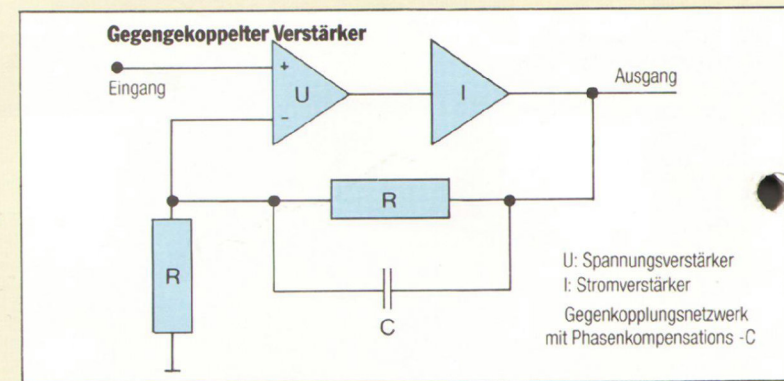 Gegengekoppelter Verstärker
+
Eingang
U
I
Ausgang
−
R
R
C
U: Spannungsverstärker
I: Stromverstärker
Gegenkopplungsnetzwerk
mit Phasenkompensations -C